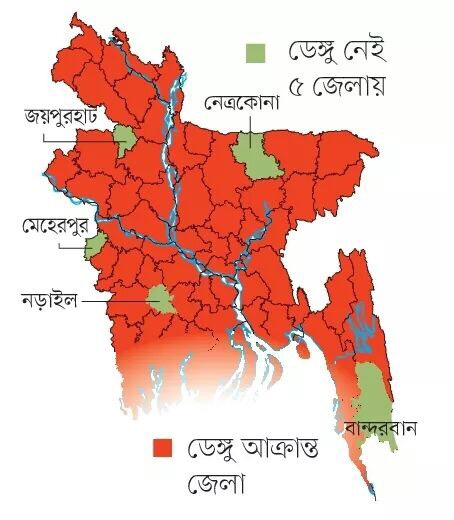 ডেঙ্গু নেই
৫ জেলায়
নেত্রকোনা
জয়পুরহাট
মেহেরপুর
নড়াইল
বান্দরবান
ডেঙ্গু আক্রান্ত
জেলা